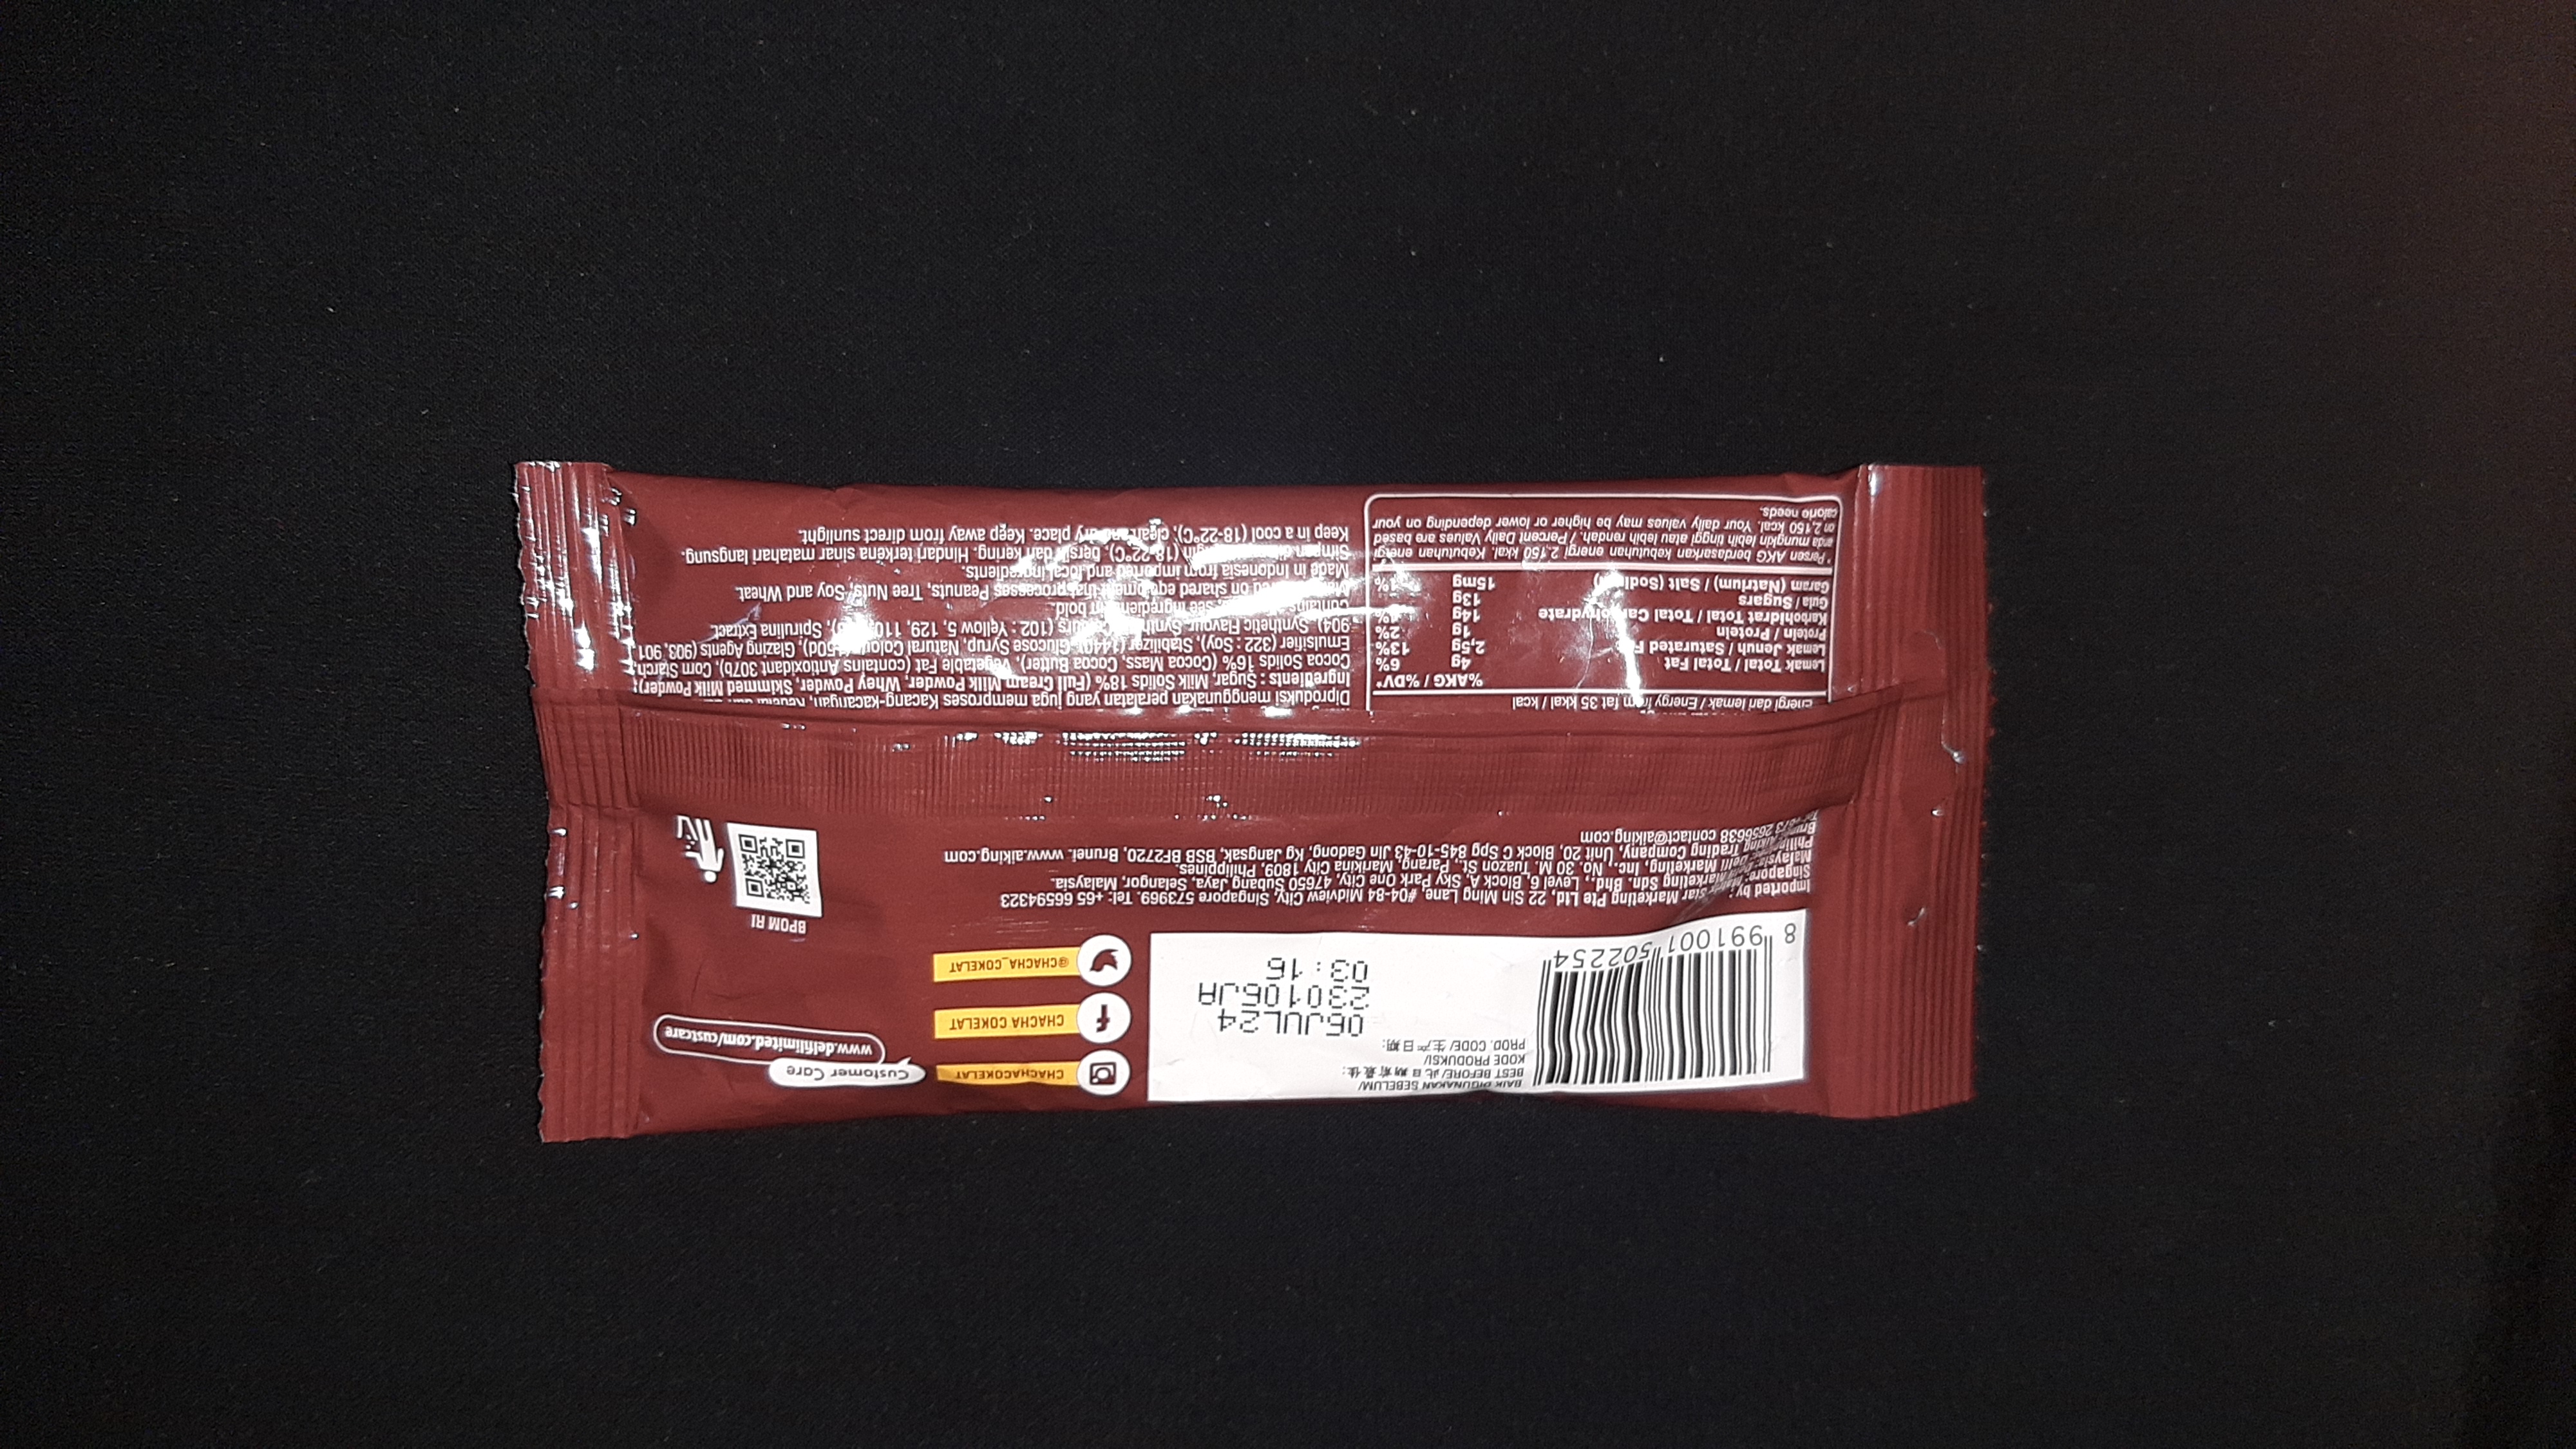 BAIK DIGUNAKAN SEBELUM/
BEST BEFORE/ 此日期前最佳:
KODE PRODUKSI/
PROD. CODE/ 生产日期:
06JUL24
230106JA
03:16
8 991001 502254
CHACHACOKELAT
CHACHA COKELAT
@CHACHA_COKELAT
Customer Care
www.delfilimited.com/custcare
BPOM RI
Imported by :
Singapore: Star Marketing Pte Ltd, 22 Sin Ming Lane, #04-84 Midview City, Singapore 573969. Tel: +65 66594323
Malaysia: Marketing Sdn. Bhd., Level 6, Block A, Sky Park One City, 47650 Subang Jaya, Selangor, Malaysia.
Delfi Marketing, Inc., No. 30 M. Tuazon St., Parang, Marikina City 1809, Philippines.
Aiking Trading Company, Unit 20, Block C Spg 845-10-43 Jln Gadong, Kg Jangsak, BSB BF2720, Brunei. www.aiking.com
2656638 contact@aiking.com
Energi dari lemak / Energy from fat 35 kkal / kcal
%AKG / %DV*
Lemak Total / Total Fat 4g 6%
Lemak Jenuh / Saturated 2,5g 13%
Protein / Protein 1g 2%
Karbohidrat Total / Total Carbohydrate 14g
Gula / Sugars 13g
Garam (Natrium) / Salt 15mg 1%
*Persen AKG berdasarkan kebutuhan energi 2.150 kkal. Kebutuhan energi
anda mungkin lebih tinggi atau lebih rendah. / Percent Daily Values are based
on 2,150 kcal. Your daily values may be higher or lower depending on your
calorie needs.
Diproduksi menggunakan peralatan yang juga memproses Kacang-kacangan,
Ingredients : Sugar, Milk Solids 18% (Full Cream Milk Powder, Whey Powder, Skimmed Milk Powder);
Cocoa Solids 16% (Cocoa Mass, Cocoa Butter), Vegetable Fat (contains Antioxidant 307b), Corn Starch,
Emulsifier (322 : Soy), Stabilizer (1440), Glucose Syrup, Natural Glazing Agents (903, 901
904), Synthetic Flavour, (102 : Yellow 5, 129, Spirulina Extract.
Contains see ingredients in bold.
on shared equipment that processes Peanuts, Tree Nuts, Soy and Wheat.
Made in Indonesia from imported and local ingredients.
Simpan (18-22°C), bersih dan kering. Hindari terkena sinar matahari langsung.
Keep in a cool (18-22°C), clean and dry place. Keep away from direct sunlight.